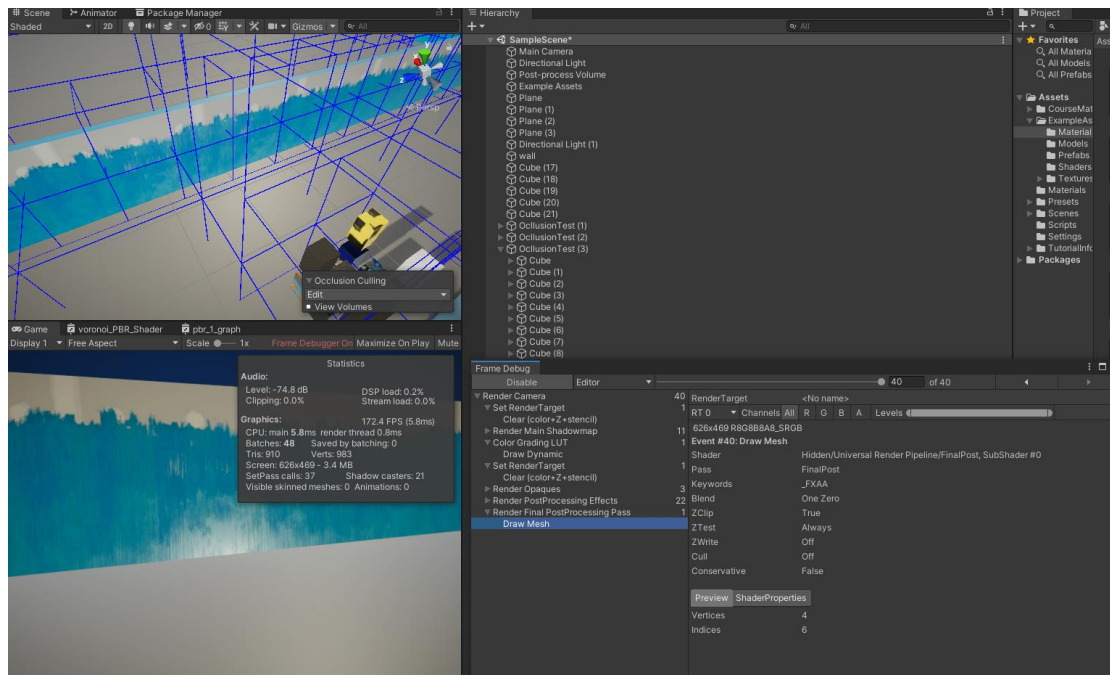 Scene Animator Package Manager
Shaded 2D 0 Gizmos All
y
z
Persp
Occlusion Culling
Edit
View Volumes
Game voronoi_PBR_Shader pbr_1_graph
Display 1 Free Aspect Scale 1x Frame Debugger On Maximize On Play Mute
Statistics
Audio:
Level: -74.8 dB DSP load: 0.2%
Clipping: 0.0% Stream load: 0.0%
Graphics: 172.4 FPS (5.8ms)
CPU: main 5.8ms render thread 0.8ms
Batches: 48 Saved by batching: 0
Tris: 910 Verts: 983
Screen: 626x469 - 3.4 MB
SetPass calls: 37 Shadow casters: 21
Visible skinned meshes: 0 Animations: 0
Hierarchy
All
SampleScene*
Main Camera
Directional Light
Post-process Volume
Example Assets
Plane
Plane (1)
Plane (2)
Plane (3)
Directional Light (1)
wall
Cube (17)
Cube (18)
Cube (19)
Cube (20)
Cube (21)
OcllusionTest (1)
OcllusionTest (2)
OcllusionTest (3)
Cube
Cube (1)
Cube (2)
Cube (3)
Cube (4)
Cube (5)
Cube (6)
Cube (7)
Cube (8)
Project
Favorites Ass
All Materia
All Models
All Prefabs
Assets
CourseMat
ExampleAs
Material
Models
Prefabs
Shaders
Textures
Materials
Presets
Scenes
Scripts
Settings
TutorialInfo
Packages
Frame Debug
Disable Editor 40 of 40
Render Camera 40
Set RenderTarget 1
Clear (color+Z+stencil)
Render Main Shadowmap 11
Color Grading LUT 1
Draw Dynamic
Set RenderTarget 1
Clear (color+Z+stencil)
Render Opaques 3
Render PostProcessing Effects 22
Render Final PostProcessing Pass 1
Draw Mesh
RenderTarget <No name>
RT 0 Channels All R G B A Levels
626x469 R8G8B8A8_SRGB
Event #40: Draw Mesh
Shader Hidden/Universal Render Pipeline/FinalPost, SubShader #0
Pass FinalPost
Keywords _FXAA
Blend One Zero
ZClip True
ZTest Always
ZWrite Off
Cull Off
Conservative False
Preview ShaderProperties
Vertices 4
Indices 6